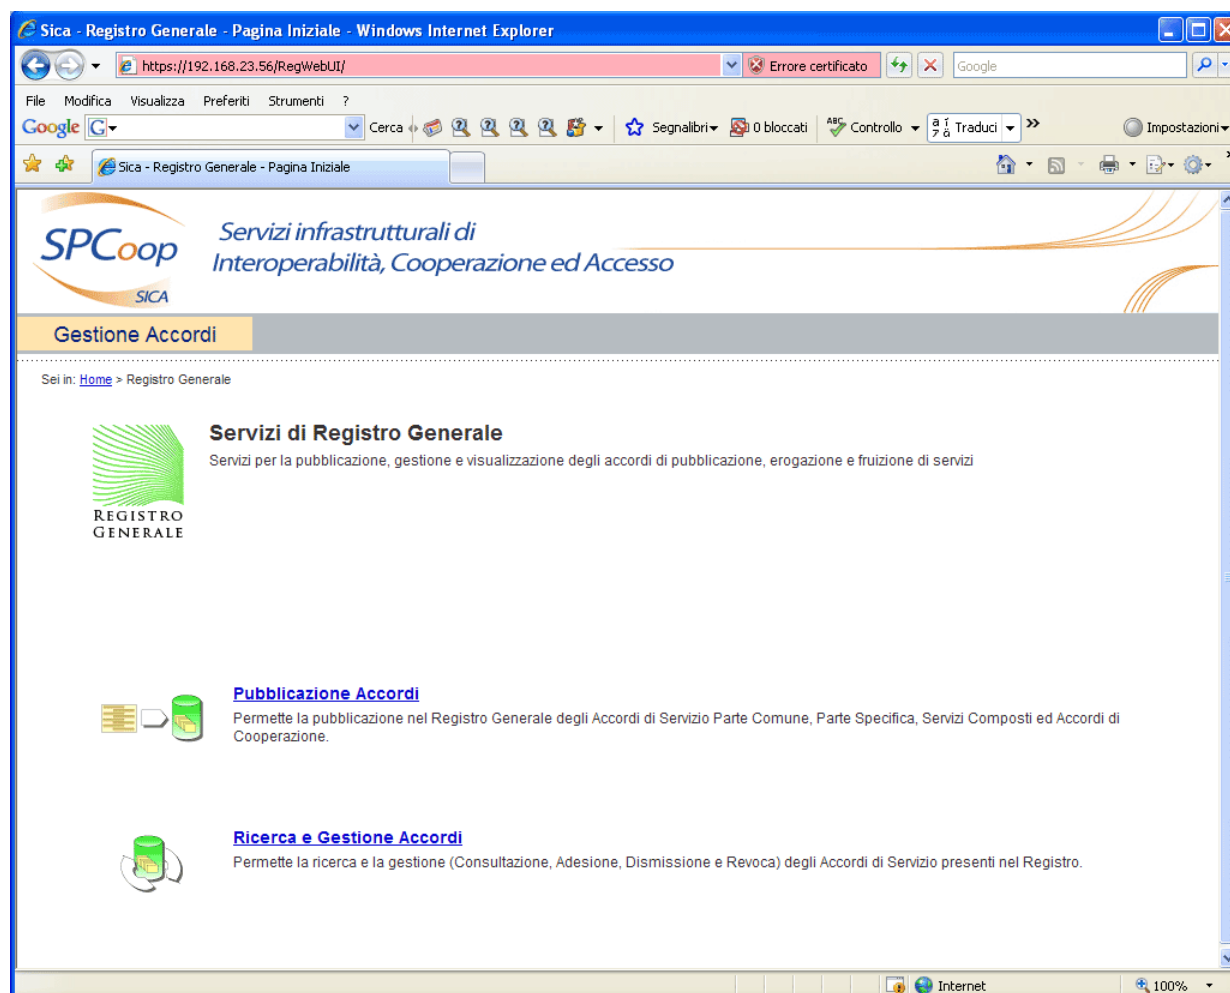 Sica - Registro Generale - Pagina Iniziale - Windows Internet Explorer
https://192.168.23.56/RegWebUI/
Errore certificato
Google
File Modifica Visualizza Preferiti Strumenti ?
Google G Cerca Segnalibri 0 bloccati ABC Controllo Traduci » Impostazioni
Sica - Registro Generale - Pagina Iniziale
SPCoop
SICA
Servizi infrastrutturali di
Interoperabilità, Cooperazione ed Accesso
Gestione Accordi
Sei in: Home > Registro Generale
REGISTRO
GENERALE
Servizi di Registro Generale
Servizi per la pubblicazione, gestione e visualizzazione degli accordi di pubblicazione, erogazione e fruizione di servizi
Pubblicazione Accordi
Permette la pubblicazione nel Registro Generale degli Accordi di Servizio Parte Comune, Parte Specifica, Servizi Composti ed Accordi di
Cooperazione.
Ricerca e Gestione Accordi
Permette la ricerca e la gestione (Consultazione, Adesione, Dismissione e Revoca) degli Accordi di Servizio presenti nel Registro.
Internet
100%